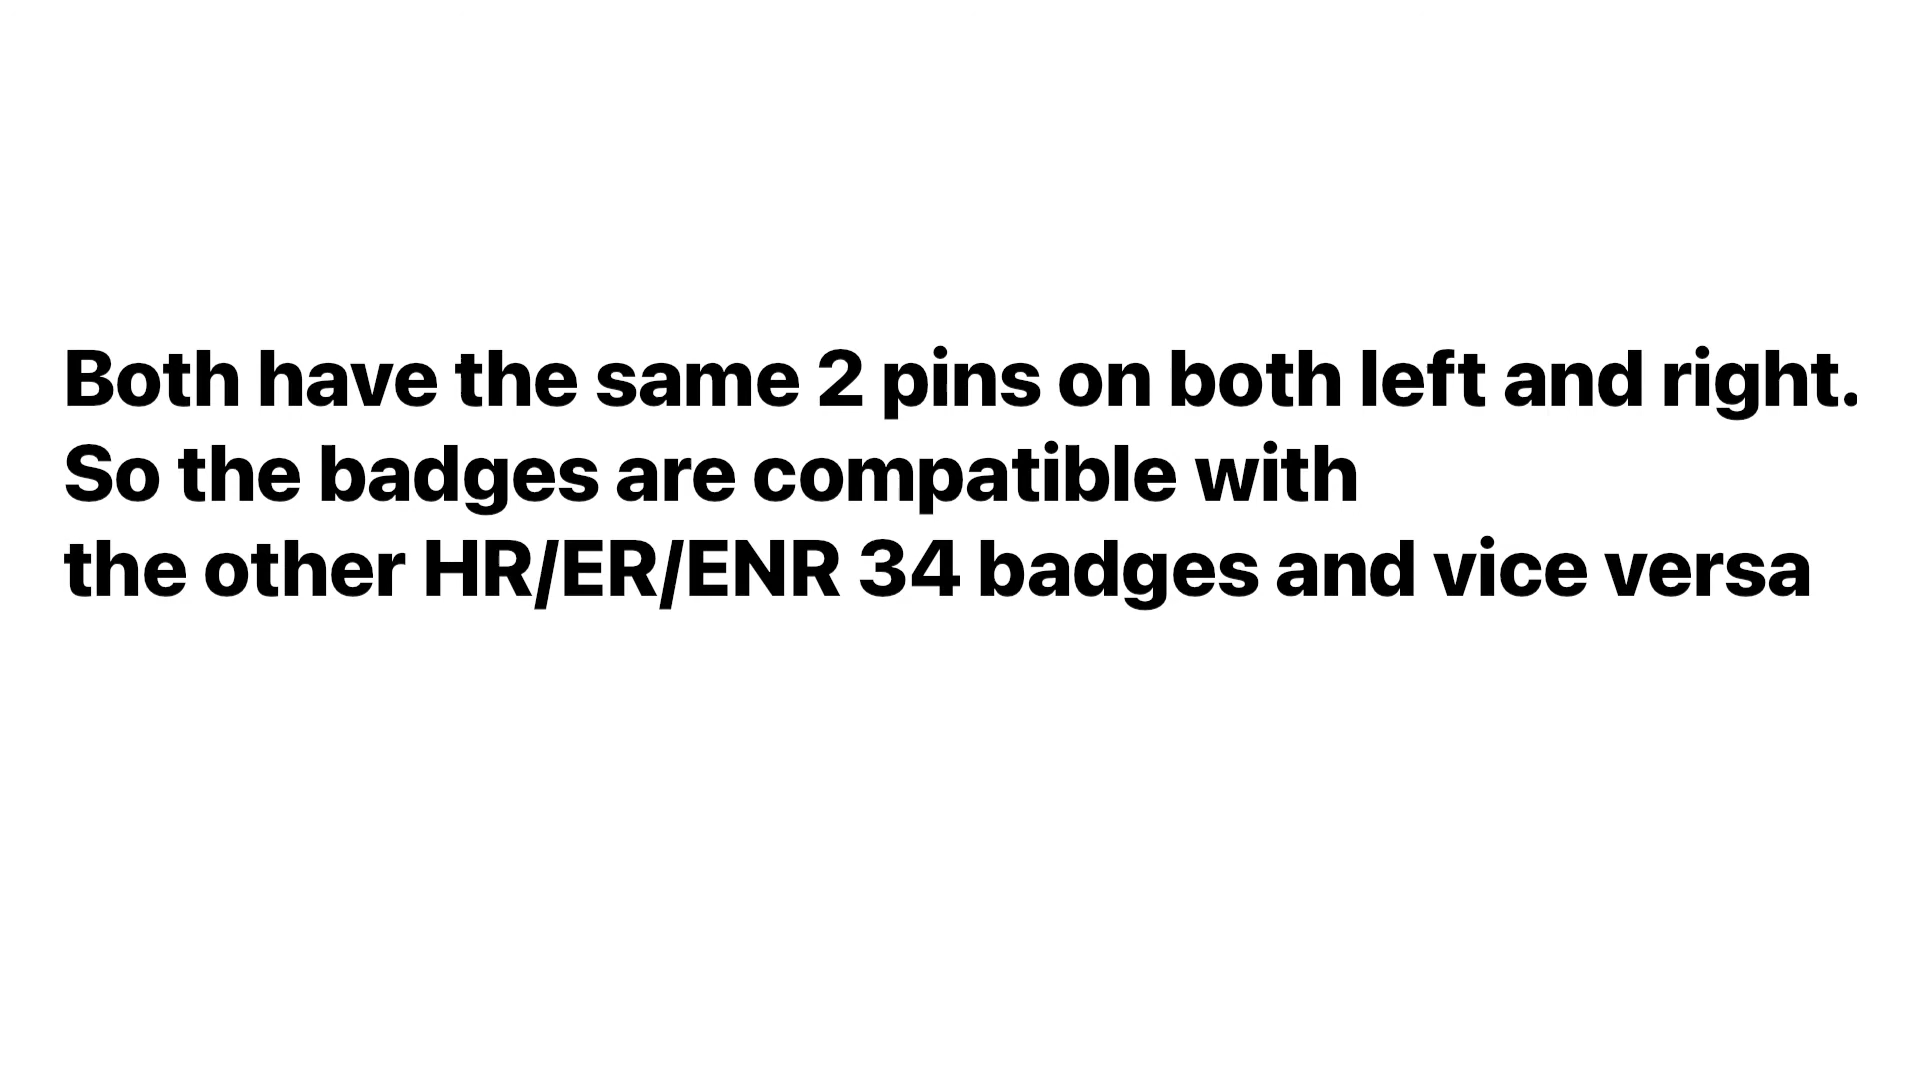 Both have the same 2 pins on both left and right.
So the badges are compatible with
the other HR/ER/ENR 34 badges and vice versa